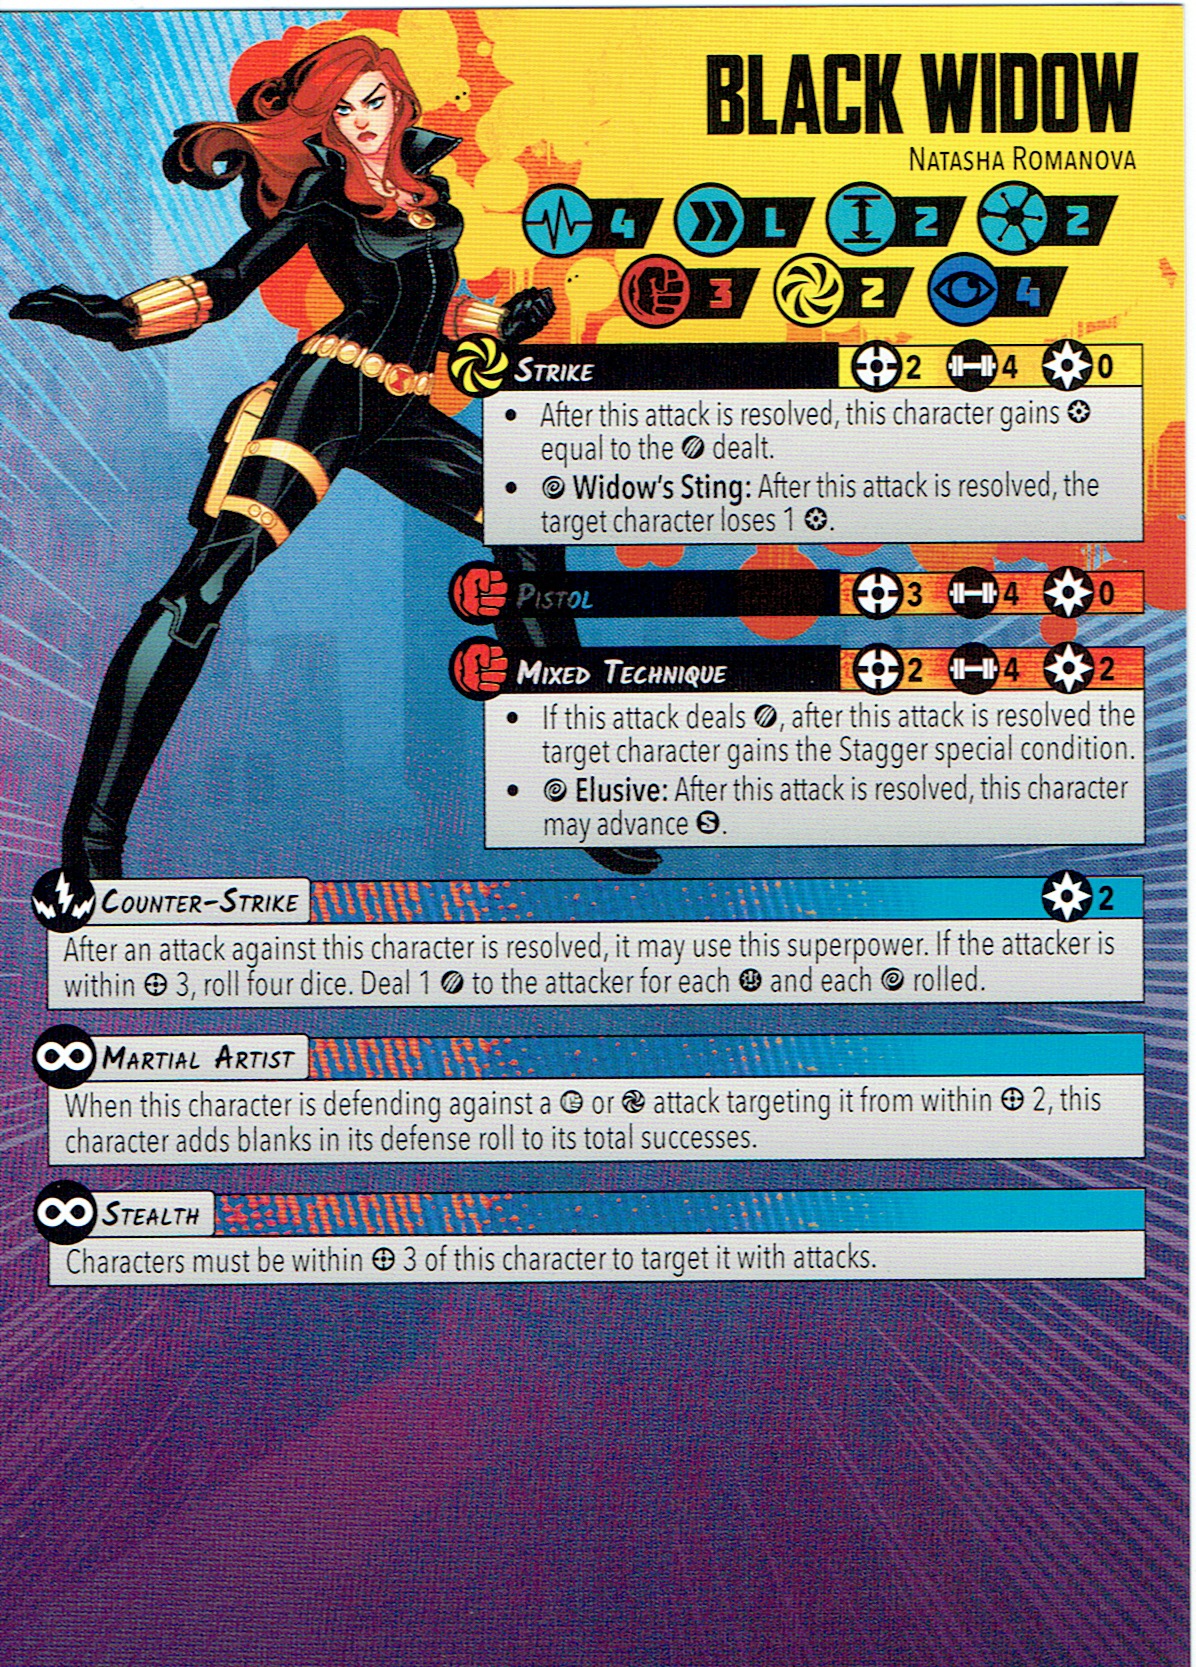 BLACK WIDOW
NATASHA ROMANOVA
4 L 2 2
3 2 4
STRIKE 2 4 0
• After this attack is resolved, this character gains
equal to the dealt.
• Widow's Sting: After this attack is resolved, the
target character loses 1 .
PISTOL 3 4 0
MIXED TECHNIQUE 2 4 2
• If this attack deals , after this attack is resolved the
target character gains the Stagger special condition.
• Elusive: After this attack is resolved, this character
may advance S.
COUNTER-STRIKE 2
After an attack against this character is resolved, it may use this superpower. If the attacker is
within 3, roll four dice. Deal 1 to the attacker for each and each rolled.
MARTIAL ARTIST
When this character is defending against a or attack targeting it from within 2, this
character adds blanks in its defense roll to its total successes.
STEALTH
Characters must be within 3 of this character to target it with attacks.